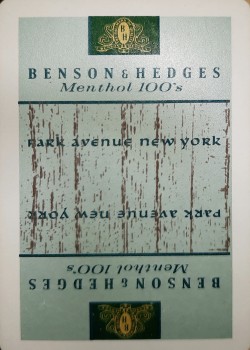 B H
BENSON & HEDGES
Menthol 100's
PARK AVENUE NEW YORK
PARK AVENUE NEW YORK
Menthol 100's
BENSON & HEDGES
B H